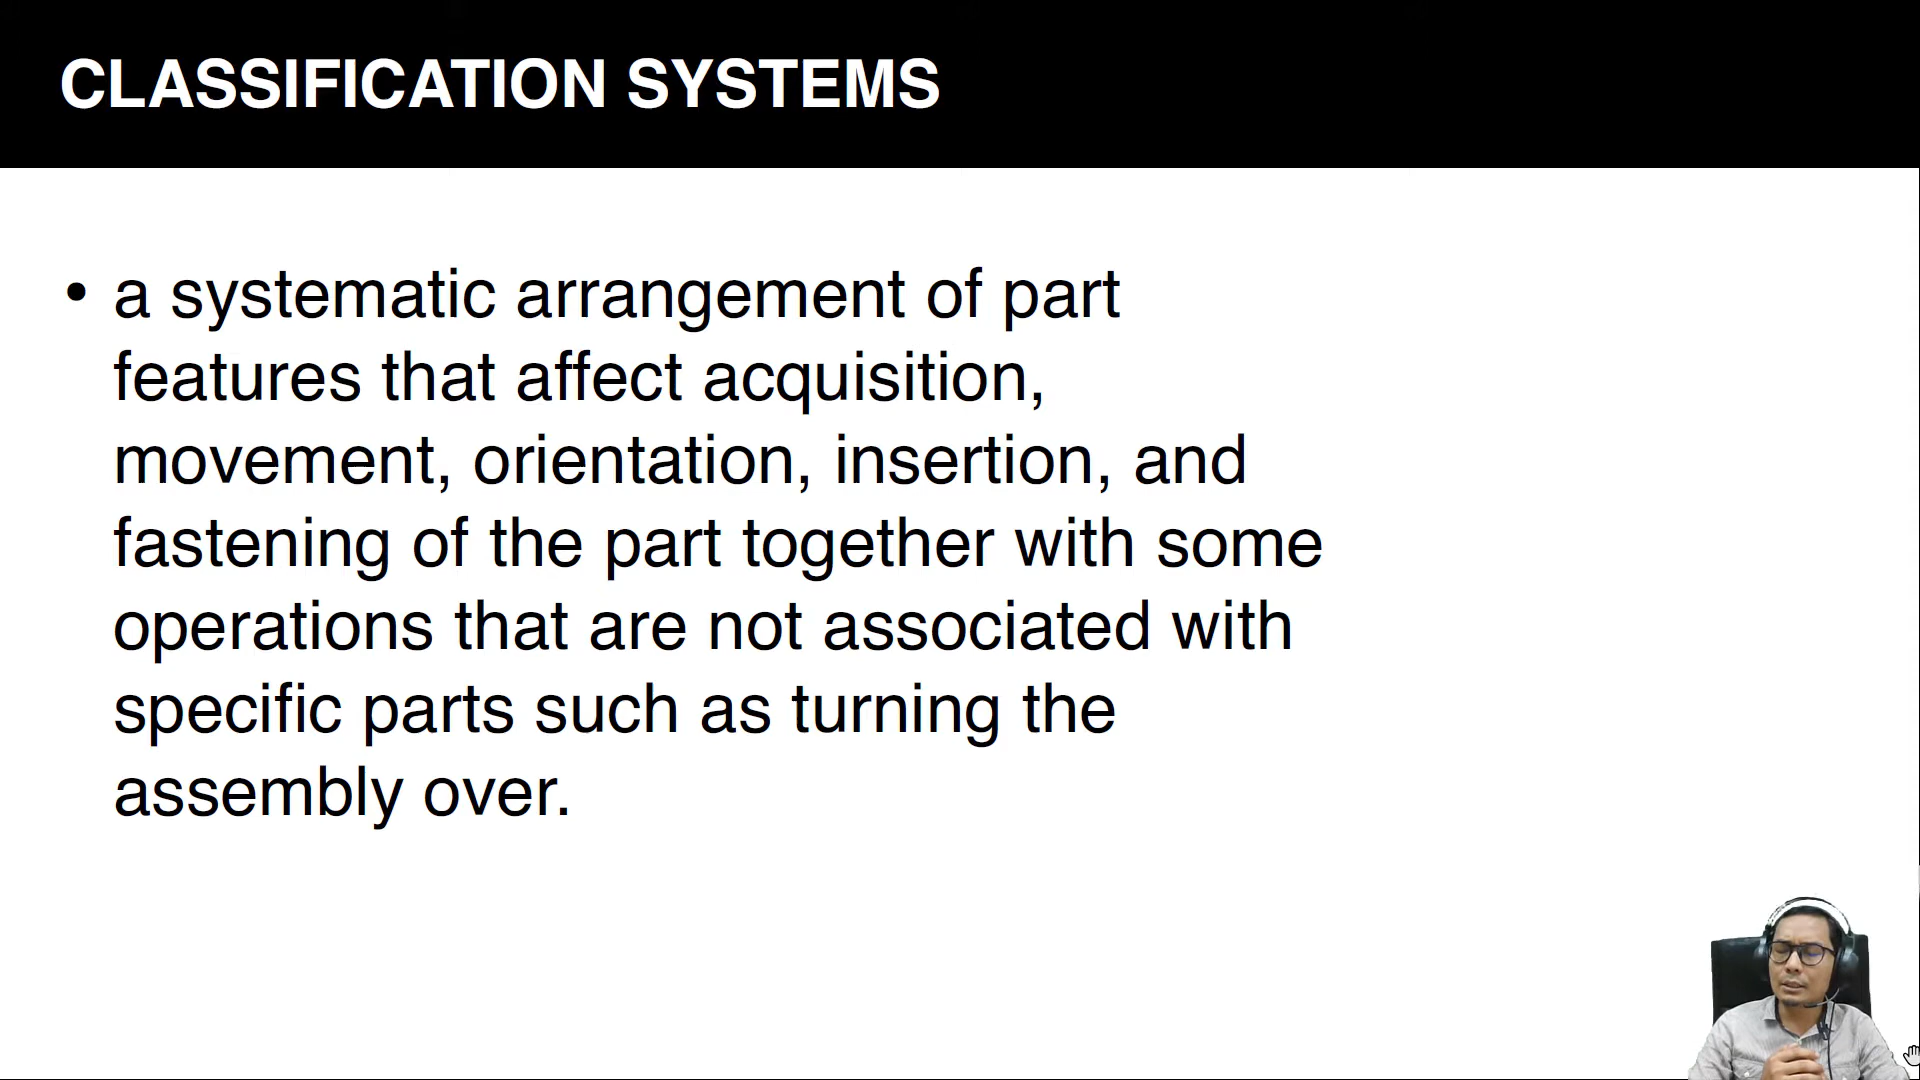 CLASSIFICATION SYSTEMS
• a systematic arrangement of part
features that affect acquisition,
movement, orientation, insertion, and
fastening of the part together with some
operations that are not associated with
specific parts such as turning the
assembly over.